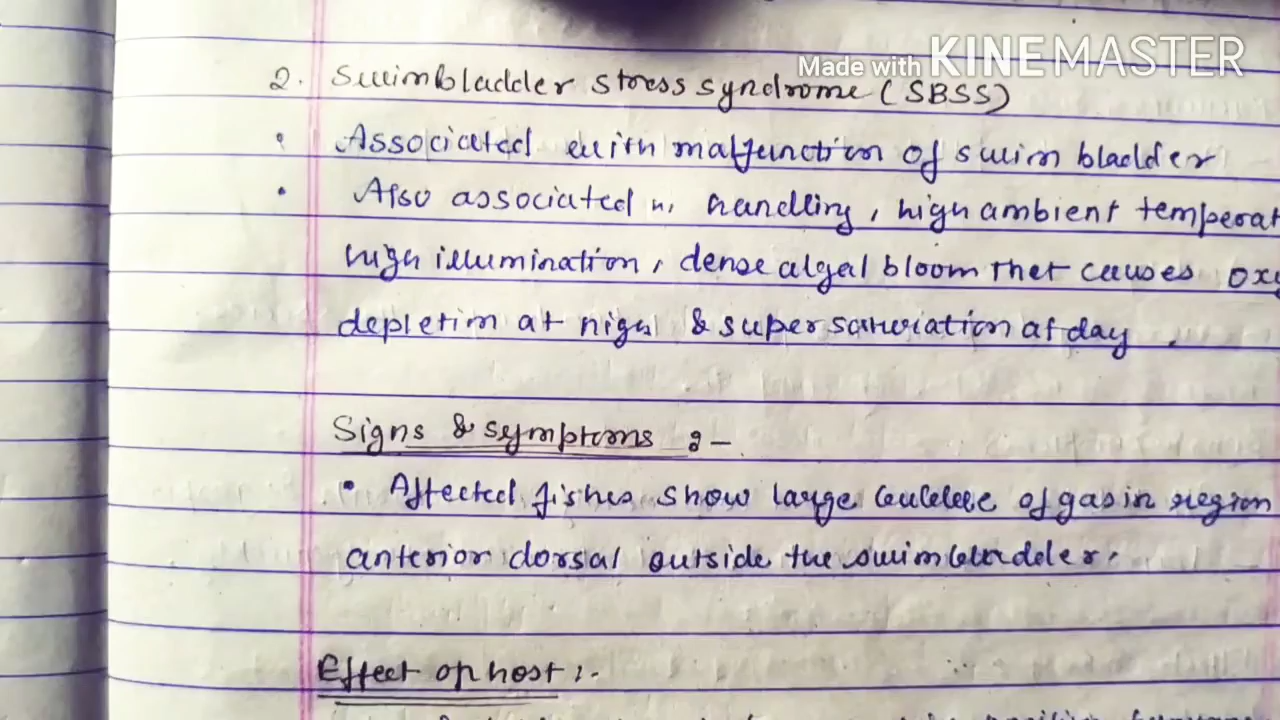 Made with KINEMASTER
2. Swimbladder stress syndrome (SBSS)
• Associated with malfunction of swim bladder
• Also associated handling, high ambient temperat
high illumination, dense algal bloom that causes oxy
depletion at night & super saturation at day.
Signs & symptoms :-
• Affected fishes show large bubble of gas in region
anterior dorsal outside the swimbladder.
Effect on host :-